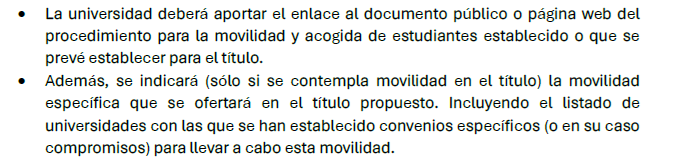 • La universidad deberá aportar el enlace al documento público o página web del
procedimiento para la movilidad y acogida de estudiantes establecido o que se
prevé establecer para el título.
• Además, se indicará (sólo si se contempla movilidad en el título) la movilidad
específica que se ofertará en el título propuesto. Incluyendo el listado de
universidades con las que se han establecido convenios específicos (o en su caso
compromisos) para llevar a cabo esta movilidad.